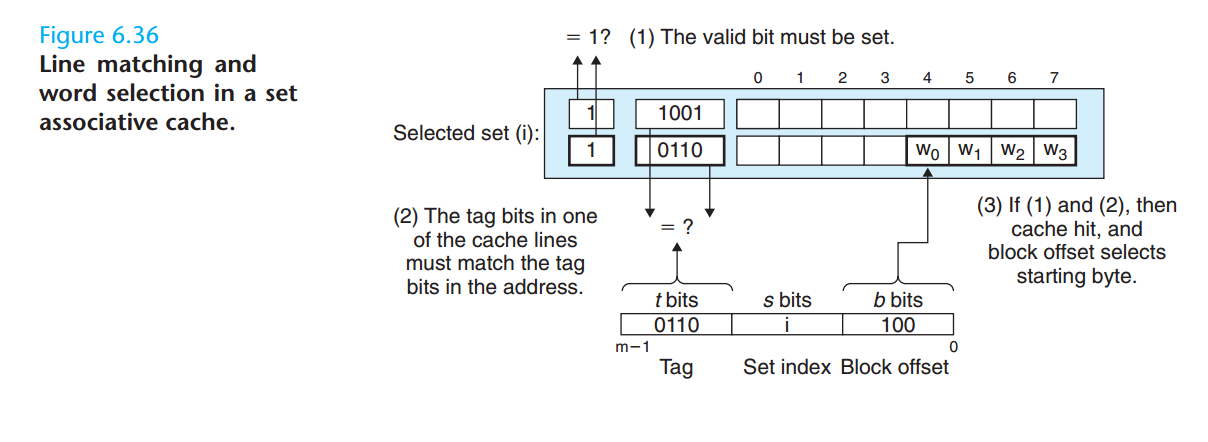 Figure 6.36
Line matching and
word selection in a set
associative cache.
= 1? (1) The valid bit must be set.
0 1 2 3 4 5 6 7
1 1001
Selected set (i):
1 0110 w0 w1 w2 w3
(2) The tag bits in one
of the cache lines
must match the tag
bits in the address.
= ?
(3) If (1) and (2), then
cache hit, and
block offset selects
starting byte.
t bits s bits b bits
0110 i 100
m−1 0
Tag Set index Block offset